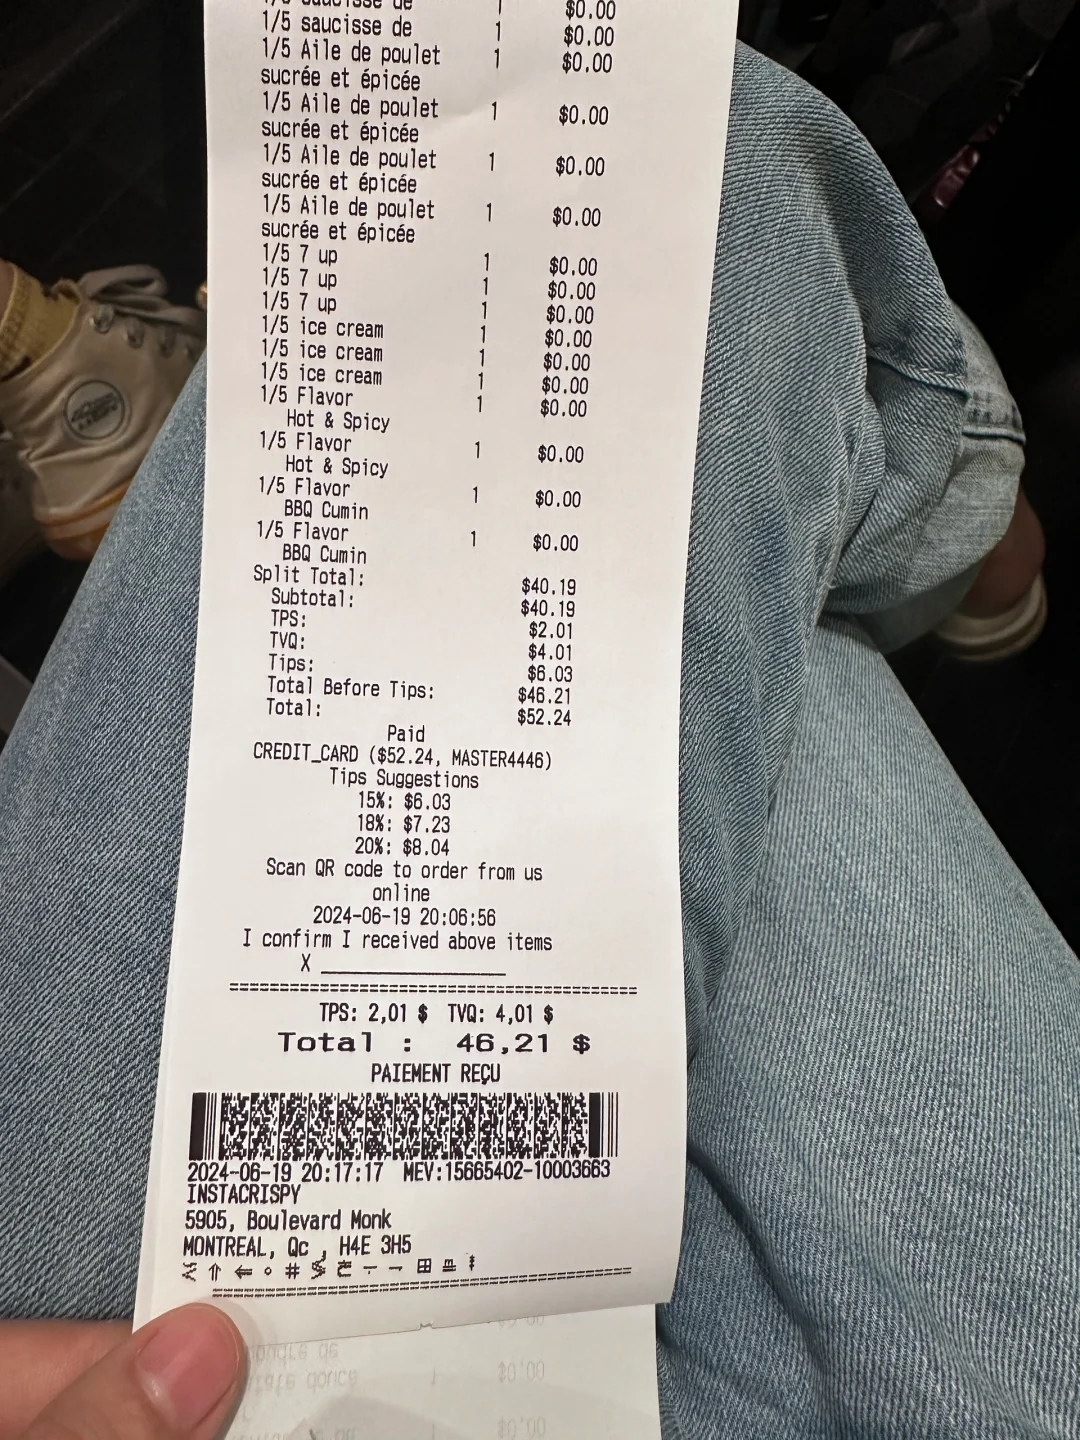 1/5 saucisse de 1 $0.00
1/5 saucisse de 1 $0.00
1/5 Aile de poulet 1 $0.00
sucrée et épicée
1/5 Aile de poulet 1 $0.00
sucrée et épicée
1/5 Aile de poulet 1 $0.00
sucrée et épicée
1/5 Aile de poulet 1 $0.00
sucrée et épicée
1/5 7 up 1 $0.00
1/5 7 up 1 $0.00
1/5 7 up 1 $0.00
1/5 ice cream 1 $0.00
1/5 ice cream 1 $0.00
1/5 ice cream 1 $0.00
1/5 Flavor 1 $0.00
Hot & Spicy
1/5 Flavor 1 $0.00
Hot & Spicy
1/5 Flavor 1 $0.00
BBQ Cumin
1/5 Flavor 1 $0.00
BBQ Cumin
Split Total: $40.19
Subtotal: $40.19
TPS: $2.01
TVQ: $4.01
Tips: $6.03
Total Before Tips: $46.21
Total: $52.24
Paid
CREDIT_CARD ($52.24, MASTER4446)
Tips Suggestions
15%: $6.03
18%: $7.23
20%: $8.04
Scan QR code to order from us
online
2024-06-19 20:06:56
I confirm I received above items
X ________________
========================================
TPS: 2,01 $ TVQ: 4,01 $
Total : 46,21 $
PAIEMENT REÇU
2024-06-19 20:17:17 MEV:15665402-10003663
INSTACRISPY
5905, Boulevard Monk
MONTREAL, Qc , H4E 3H5